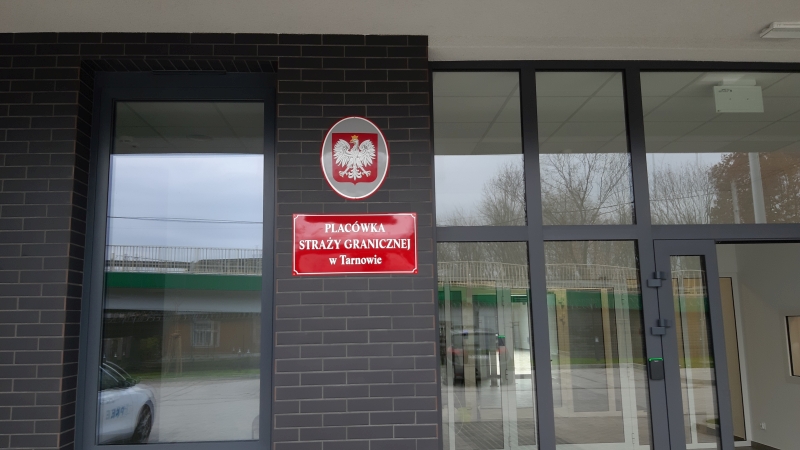 PLACÓWKA
STRAŻY GRANICZNEJ
w Tarnowie